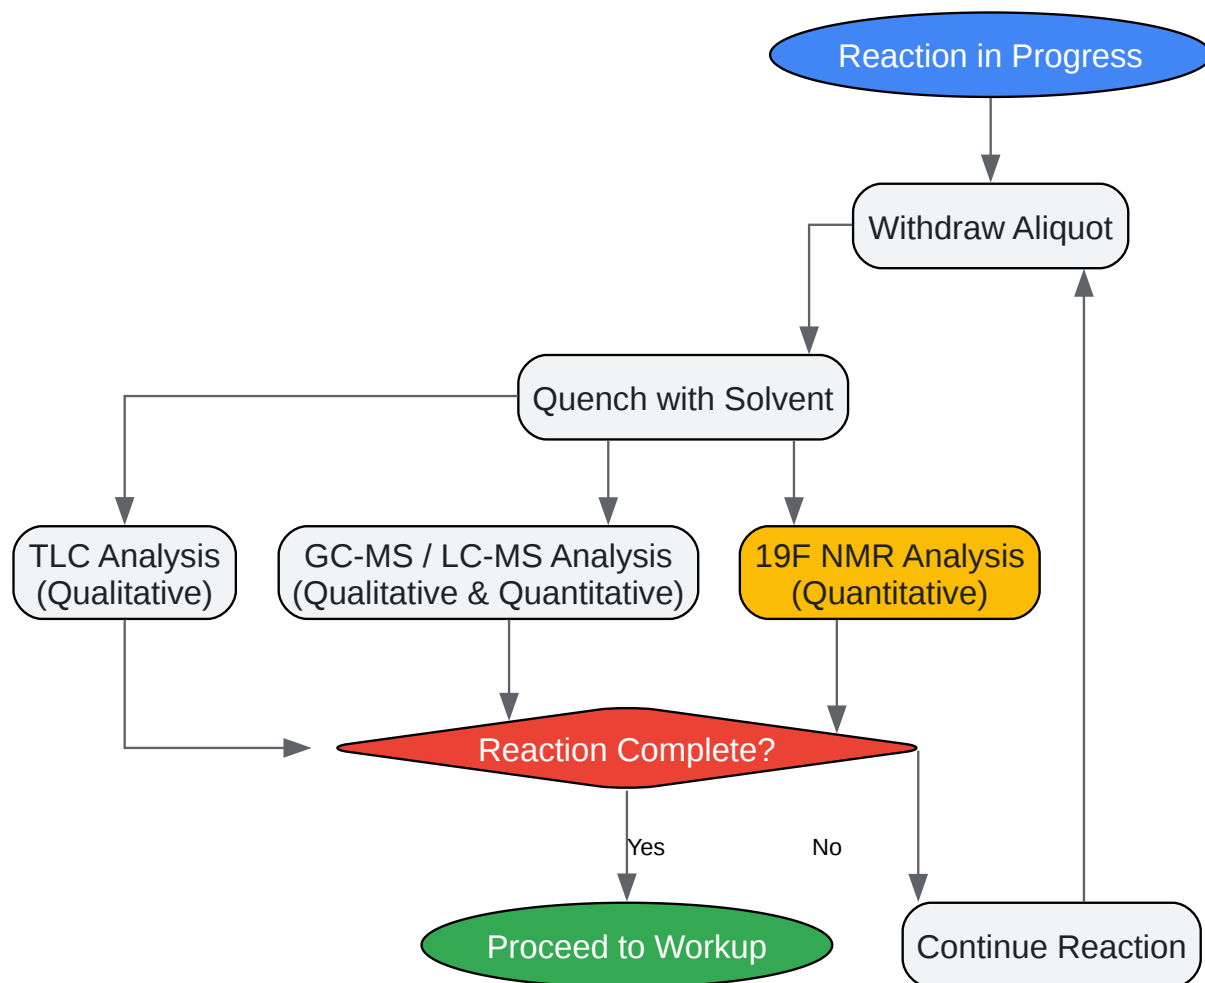 Reaction in Progress
Withdraw Aliquot
Quench with Solvent
TLC Analysis
(Qualitative)
GC-MS / LC-MS Analysis
(Qualitative & Quantitative)
19F NMR Analysis
(Quantitative)
Reaction Complete?
Yes
No
Proceed to Workup
Continue Reaction